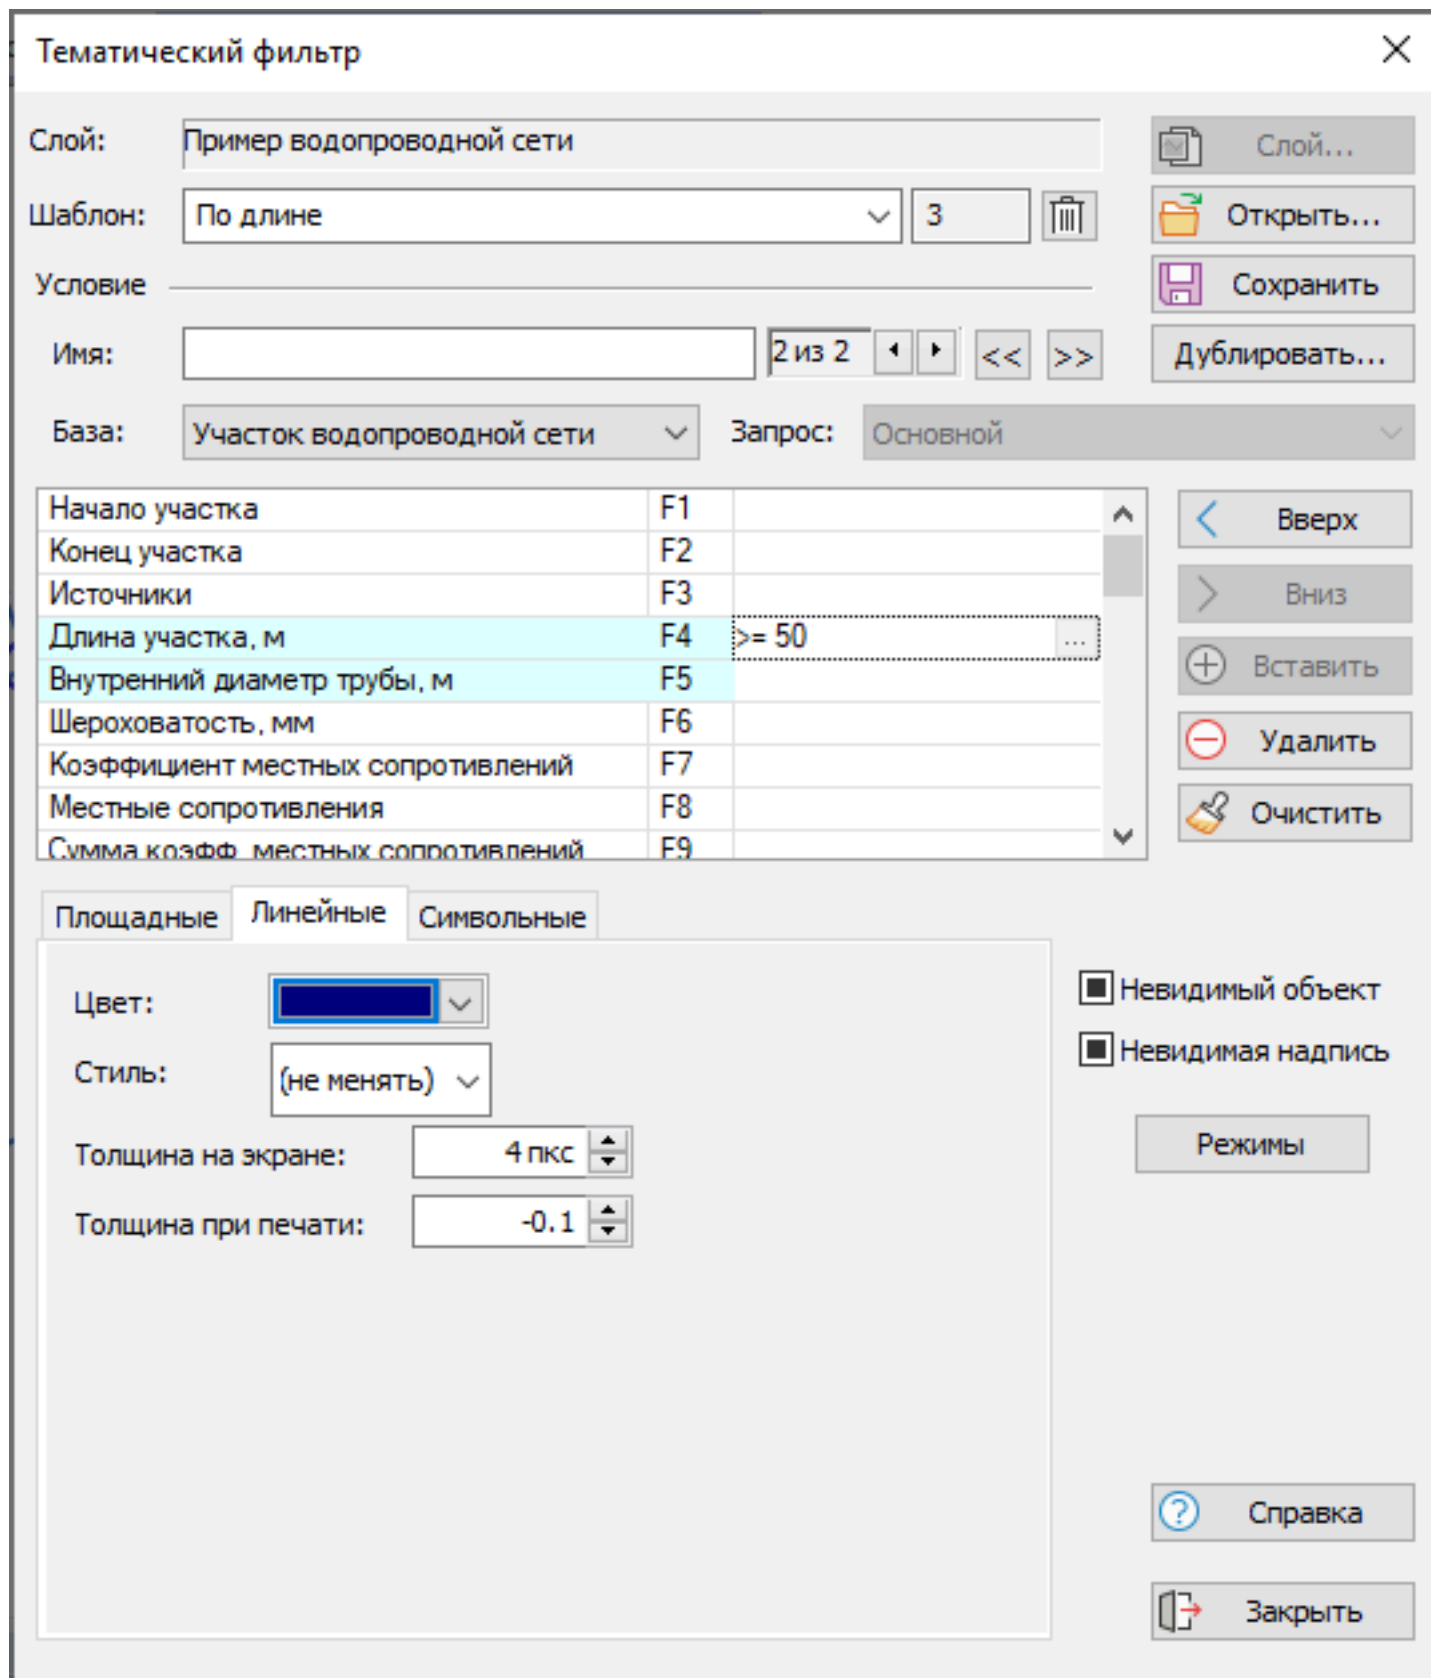 Тематический фильтр
Слой: Пример водопроводной сети Слой...
Шаблон: По длине 3 Открыть...
Условие Сохранить
Имя: 2 из 2 << >> Дублировать...
База: Участок водопроводной сети Запрос: Основной
Начало участка F1
Конец участка F2
Источники F3
Длина участка, м F4 >= 50 ...
Внутренний диаметр трубы, м F5
Шероховатость, мм F6
Коэффициент местных сопротивлений F7
Местные сопротивления F8
Сумма коэфф. местных сопротивлений F9
Вверх
Вниз
Вставить
Удалить
Очистить
Площадные Линейные Символьные
Цвет:
Стиль: (не менять)
Толщина на экране: 4 пкс
Толщина при печати: -0.1
Невидимый объект
Невидимая надпись
Режимы
Справка
Закрыть